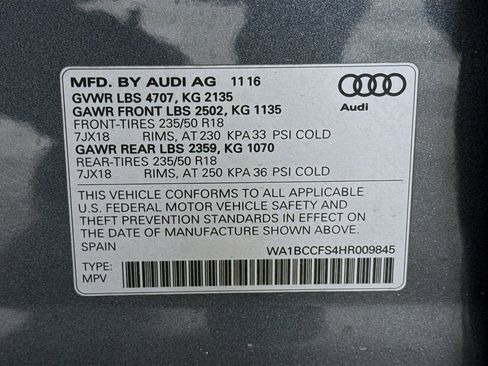 MFD. BY AUDI AG 11 16
GVWR LBS 4707, KG 2135
GAWR FRONT LBS 2502, KG 1135
FRONT-TIRES 235/50 R18
7JX18 RIMS, AT 230 KPA 33 PSI COLD
GAWR REAR LBS 2359, KG 1070
REAR-TIRES 235/50 R18
7JX18 RIMS, AT 250 KPA 36 PSI COLD
Audi
THIS VEHICLE CONFORMS TO ALL APPLICABLE
U.S. FEDERAL MOTOR VEHICLE SAFETY AND
THEFT PREVENTION STANDARDS IN EFFECT ON
THE DATE OF MANUFACTURE SHOWN ABOVE.
SPAIN WA1BCCFS4HR009845
TYPE:
MPV